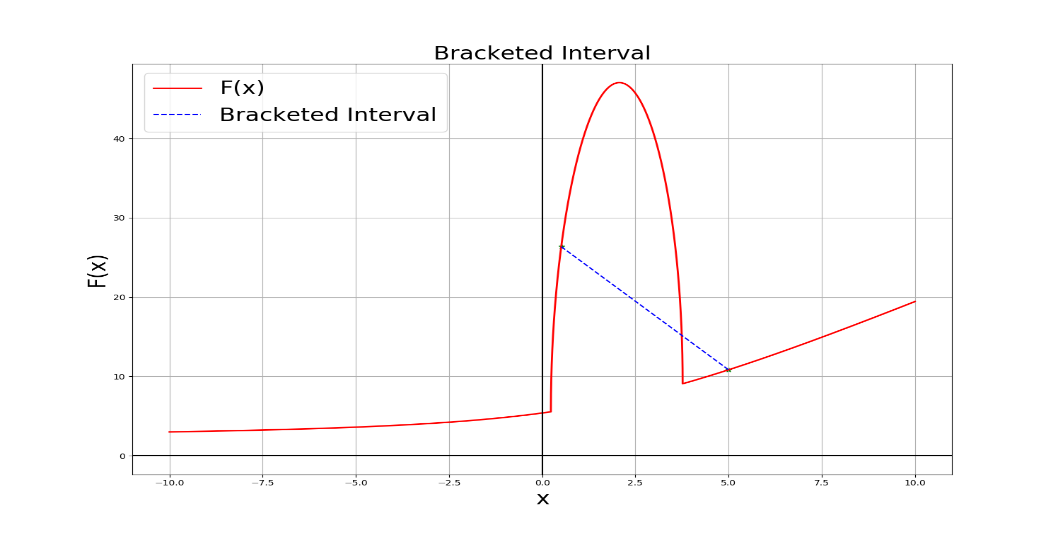 Bracketed Interval
F(x)
Bracketed Interval
40
30
20
10
0
F(x)
−10.0 −7.5 −5.0 −2.5 0.0 2.5 5.0 7.5 10.0
x